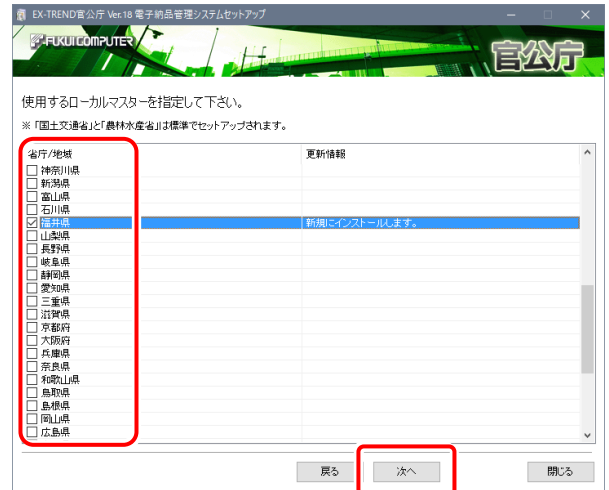 EX-TREND官公庁 Ver.18 電子納品管理システムセットアップ
FUKUI COMPUTER
官公庁
使用するローカルマスターを指定して下さい。
※「国土交通省」と「農林水産省」は標準でセットアップされます。
省庁/地域 更新情報
神奈川県
新潟県
富山県
石川県
福井県 新規にインストールします。
山梨県
長野県
岐阜県
静岡県
愛知県
三重県
滋賀県
京都府
大阪府
兵庫県
奈良県
和歌山県
鳥取県
島根県
岡山県
広島県
戻る 次へ 閉じる